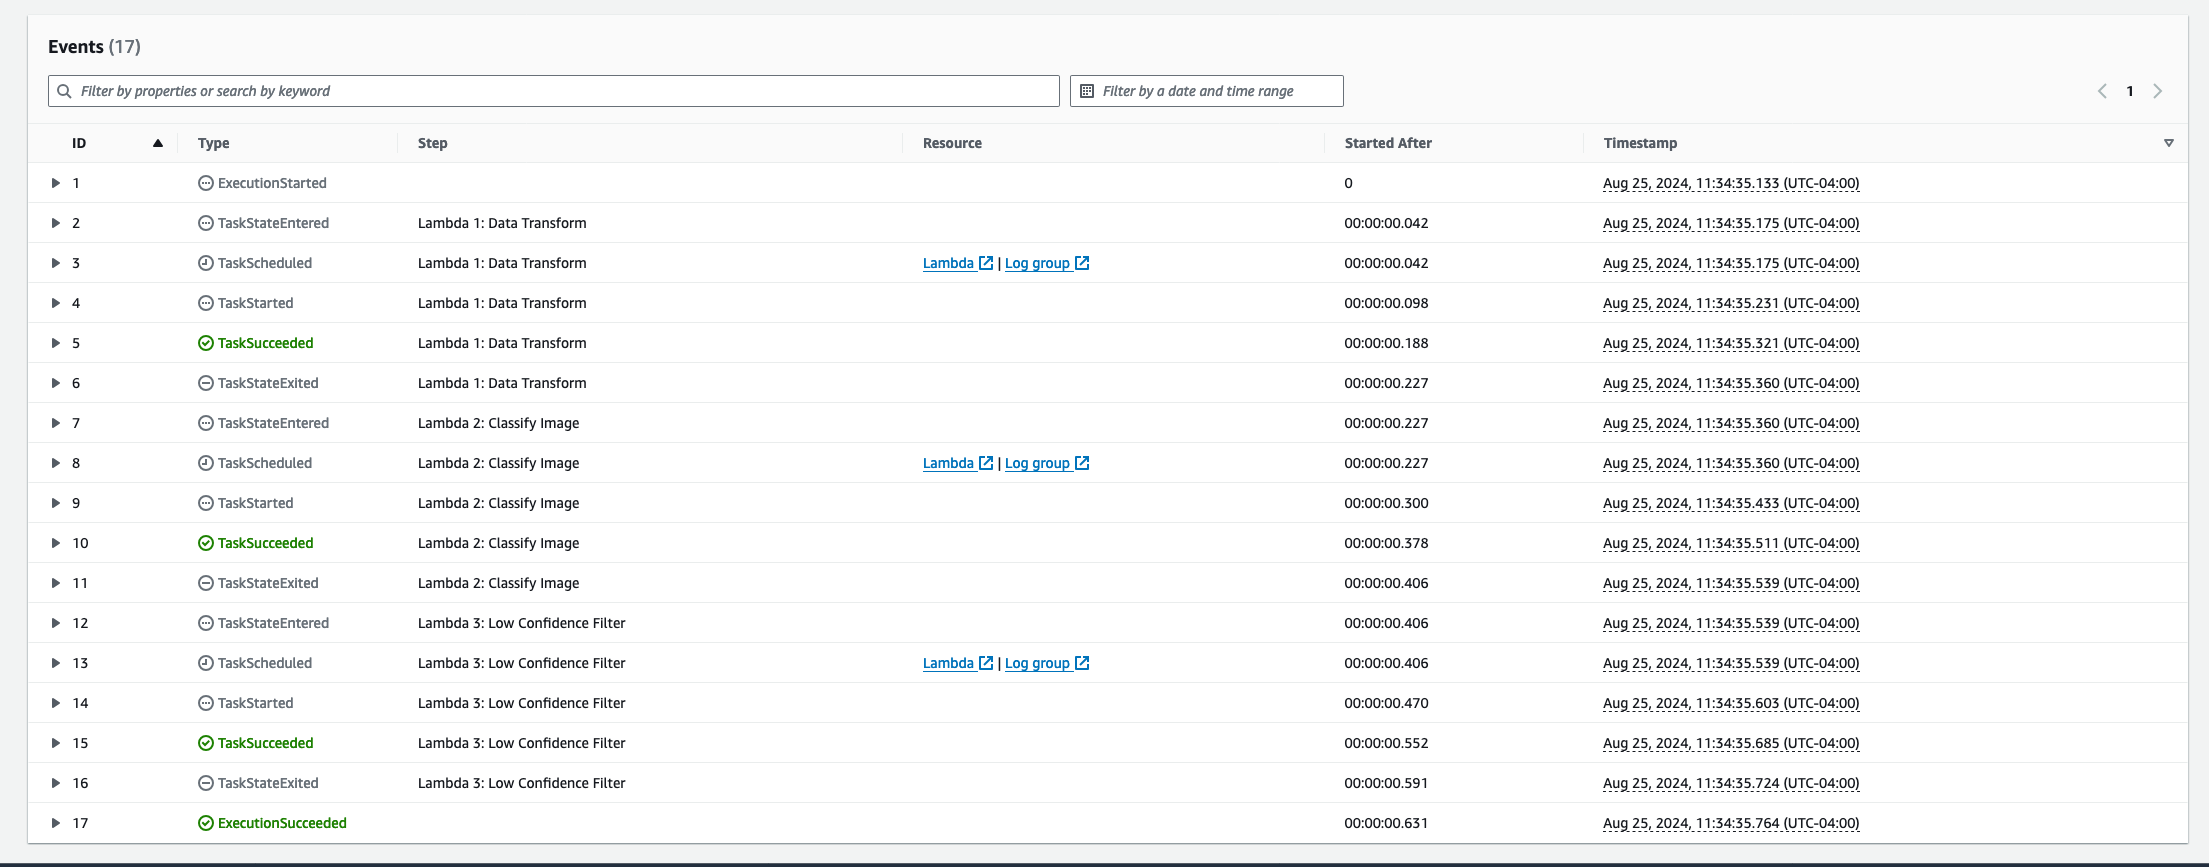 Events (17)
Filter by properties or search by keyword Filter by a date and time range 1
ID Type Step Resource Started After Timestamp
1 ExecutionStarted 0 Aug 25, 2024, 11:34:35.133 (UTC-04:00)
2 TaskStateEntered Lambda 1: Data Transform 00:00:00.042 Aug 25, 2024, 11:34:35.175 (UTC-04:00)
3 TaskScheduled Lambda 1: Data Transform Lambda | Log group 00:00:00.042 Aug 25, 2024, 11:34:35.175 (UTC-04:00)
4 TaskStarted Lambda 1: Data Transform 00:00:00.098 Aug 25, 2024, 11:34:35.231 (UTC-04:00)
5 TaskSucceeded Lambda 1: Data Transform 00:00:00.188 Aug 25, 2024, 11:34:35.321 (UTC-04:00)
6 TaskStateExited Lambda 1: Data Transform 00:00:00.227 Aug 25, 2024, 11:34:35.360 (UTC-04:00)
7 TaskStateEntered Lambda 2: Classify Image 00:00:00.227 Aug 25, 2024, 11:34:35.360 (UTC-04:00)
8 TaskScheduled Lambda 2: Classify Image Lambda | Log group 00:00:00.227 Aug 25, 2024, 11:34:35.360 (UTC-04:00)
9 TaskStarted Lambda 2: Classify Image 00:00:00.300 Aug 25, 2024, 11:34:35.433 (UTC-04:00)
10 TaskSucceeded Lambda 2: Classify Image 00:00:00.378 Aug 25, 2024, 11:34:35.511 (UTC-04:00)
11 TaskStateExited Lambda 2: Classify Image 00:00:00.406 Aug 25, 2024, 11:34:35.539 (UTC-04:00)
12 TaskStateEntered Lambda 3: Low Confidence Filter 00:00:00.406 Aug 25, 2024, 11:34:35.539 (UTC-04:00)
13 TaskScheduled Lambda 3: Low Confidence Filter Lambda | Log group 00:00:00.406 Aug 25, 2024, 11:34:35.539 (UTC-04:00)
14 TaskStarted Lambda 3: Low Confidence Filter 00:00:00.470 Aug 25, 2024, 11:34:35.603 (UTC-04:00)
15 TaskSucceeded Lambda 3: Low Confidence Filter 00:00:00.552 Aug 25, 2024, 11:34:35.685 (UTC-04:00)
16 TaskStateExited Lambda 3: Low Confidence Filter 00:00:00.591 Aug 25, 2024, 11:34:35.724 (UTC-04:00)
17 ExecutionSucceeded 00:00:00.631 Aug 25, 2024, 11:34:35.764 (UTC-04:00)